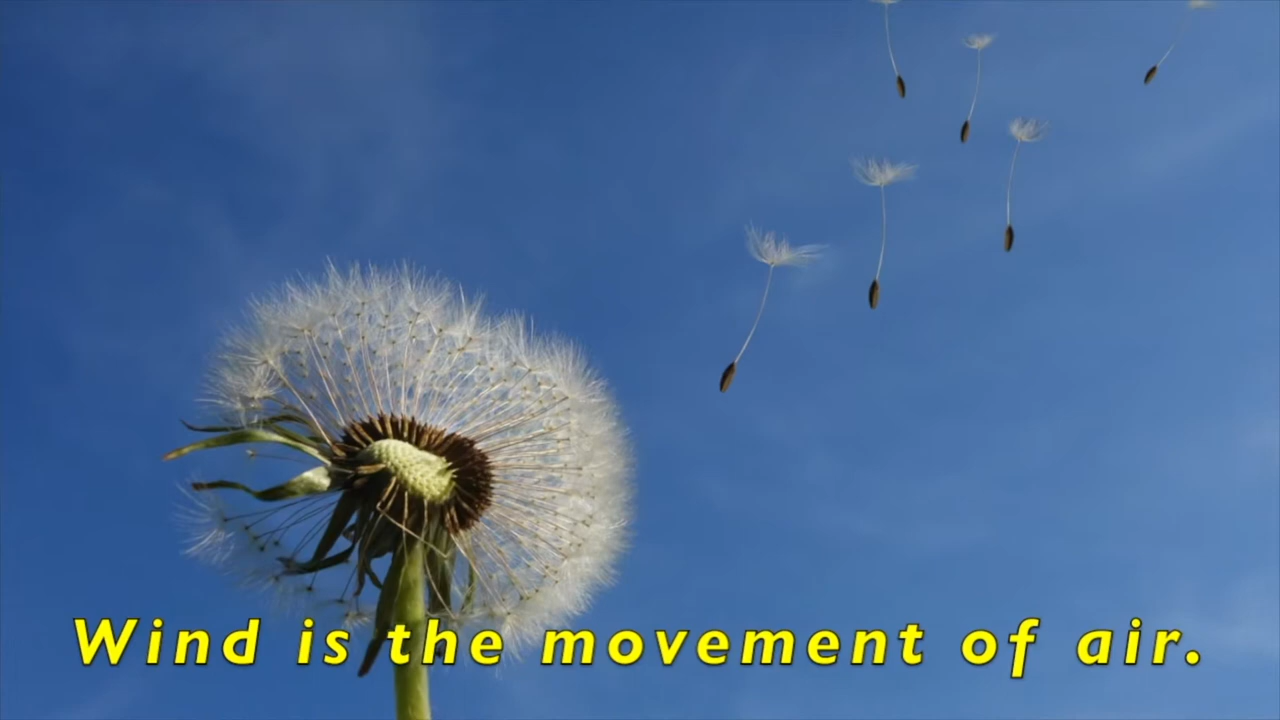 Wind is the movement of air.